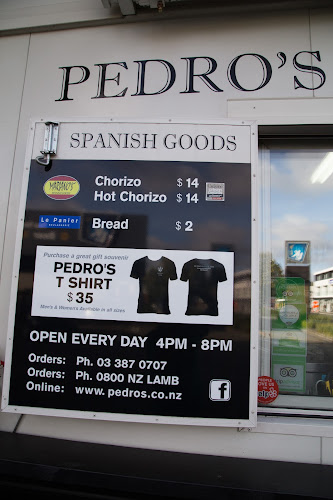 PEDRO'S
SPANISH GOODS
Chorizo $14
Hot Chorizo $14
Le Panier
Bread $2
Purchase a great gift souvenir
PEDRO'S
T SHIRT
$35
Men's & Women's Available in all sizes
OPEN EVERY DAY 4PM - 8PM
Orders: Ph. 03 387 0707
Orders: Ph. 0800 NZ LAMB
Online: www.pedros.co.nz
f